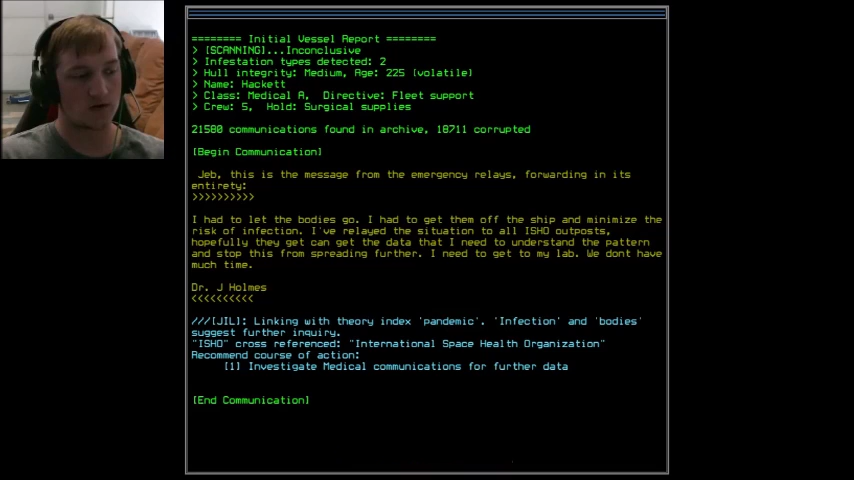 ======== Initial Vessel Report ========
> [SCANNING]...Inconclusive
> Infestation types detected: 2
> Hull integrity: Medium, Age: 225 (volatile)
> Name: Hackett
> Class: Medical A,  Directive: Fleet support
> Crew: 5,  Hold: Surgical supplies
21580 communications found in archive, 18711 corrupted
[Begin Communication]
Jeb, this is the message from the emergency relays, forwarding in its
entirety:
>>>>>>>>>>
I had to let the bodies go. I had to get them off the ship and minimize the
risk of infection. I've relayed the situation to all ISHO outposts,
hopefully they get can get the data that I need to understand the pattern
and stop this from spreading further. I need to get to my lab. We dont have
much time.
Dr. J Holmes
<<<<<<<<<<
///[JIL]: Linking with theory index 'pandemic'. 'Infection' and 'bodies'
suggest further inquiry.
"ISHO" cross referenced: "International Space Health Organization"
Recommend course of action:
[1] Investigate Medical communications for further data
[End Communication]